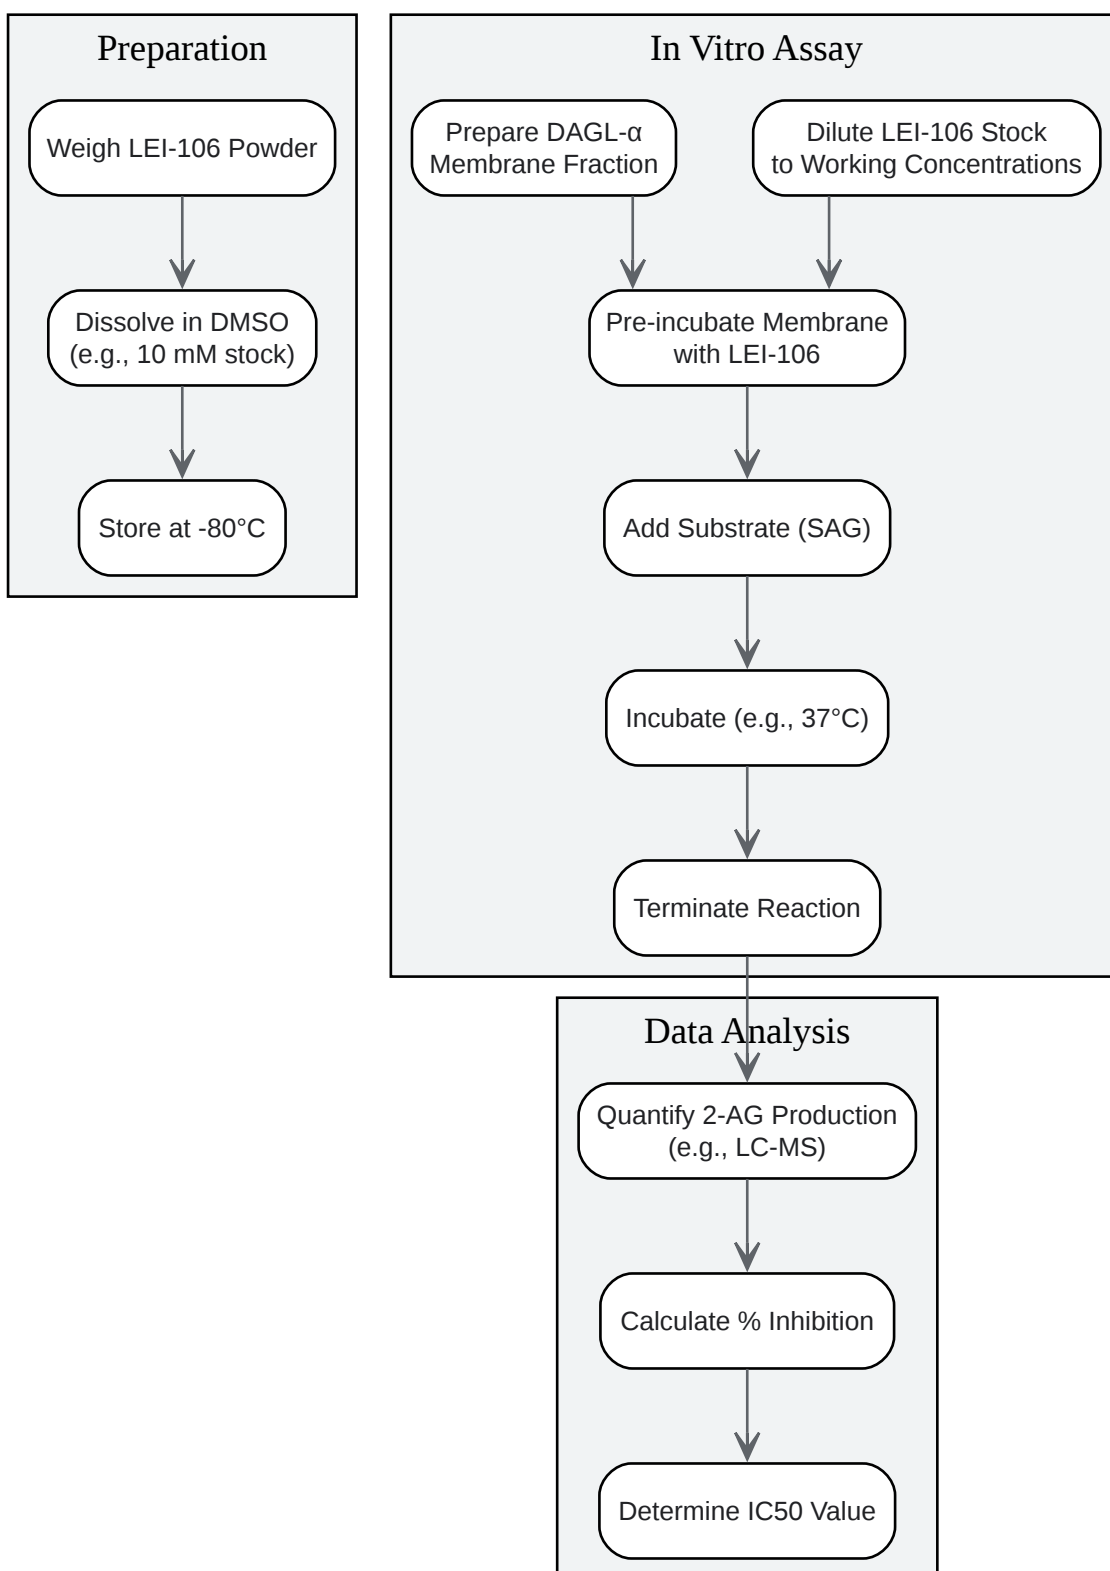 Preparation
Weigh LEI-106 Powder
Dissolve in DMSO
(e.g., 10 mM stock)
Store at -80°C
In Vitro Assay
Prepare DAGL-α
Membrane Fraction
Dilute LEI-106 Stock
to Working Concentrations
Pre-incubate Membrane
with LEI-106
Add Substrate (SAG)
Incubate (e.g., 37°C)
Terminate Reaction
Data Analysis
Quantify 2-AG Production
(e.g., LC-MS)
Calculate % Inhibition
Determine IC50 Value